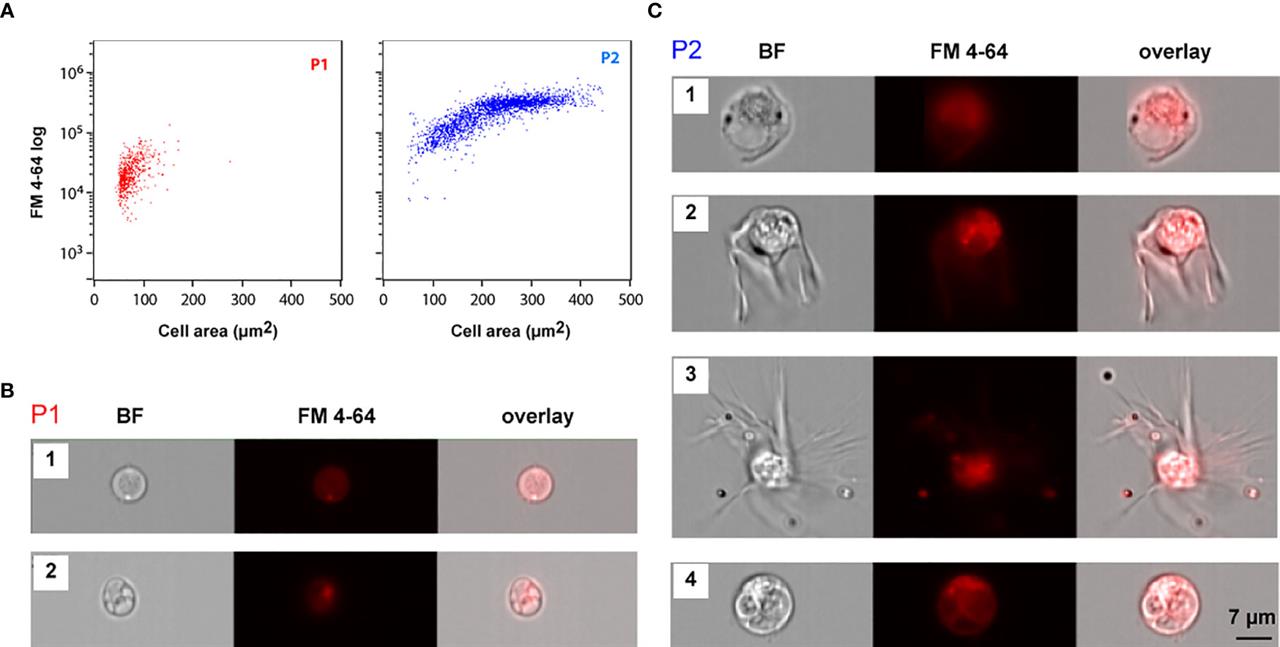 A
P1
P2
10⁶
10⁵
10⁴
10³
FM 4-64 log
0 100 200 300 400 500
0 100 200 300 400 500
Cell area (µm²)
Cell area (µm²)
B
P1 BF FM 4-64 overlay
1
2
C
P2 BF FM 4-64 overlay
1
2
3
4
7 µm